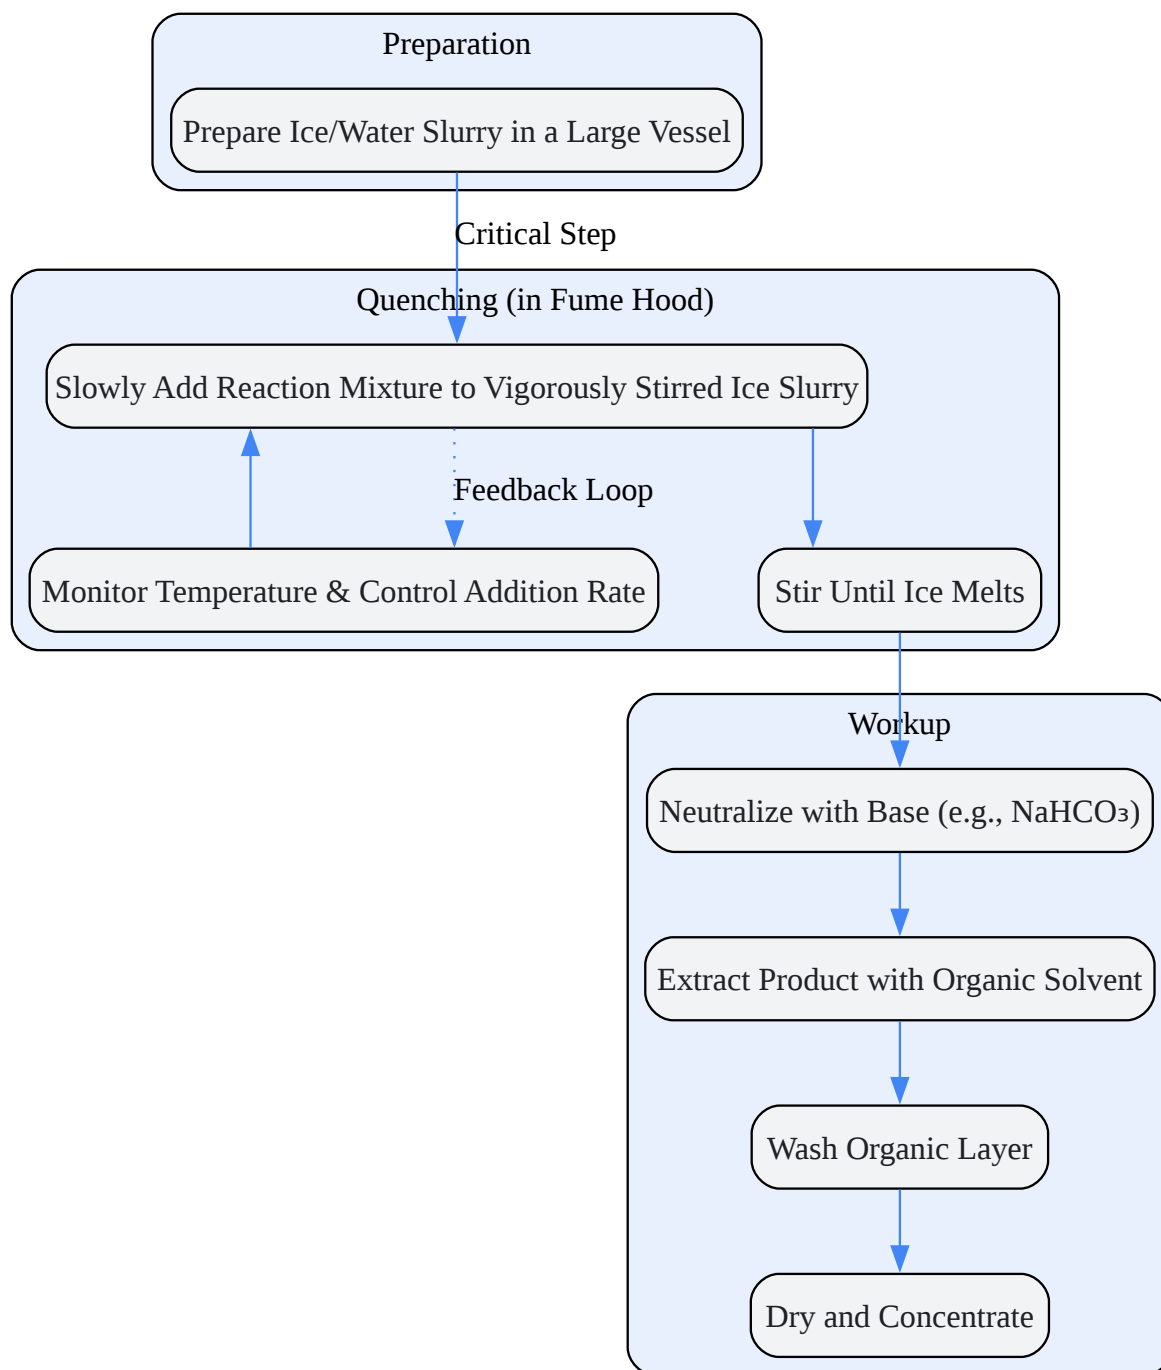 Preparation
Prepare Ice/Water Slurry in a Large Vessel
Critical Step
Quenching (in Fume Hood)
Slowly Add Reaction Mixture to Vigorously Stirred Ice Slurry
Feedback Loop
Monitor Temperature & Control Addition Rate
Stir Until Ice Melts
Workup
Neutralize with Base (e.g., NaHCO₃)
Extract Product with Organic Solvent
Wash Organic Layer
Dry and Concentrate